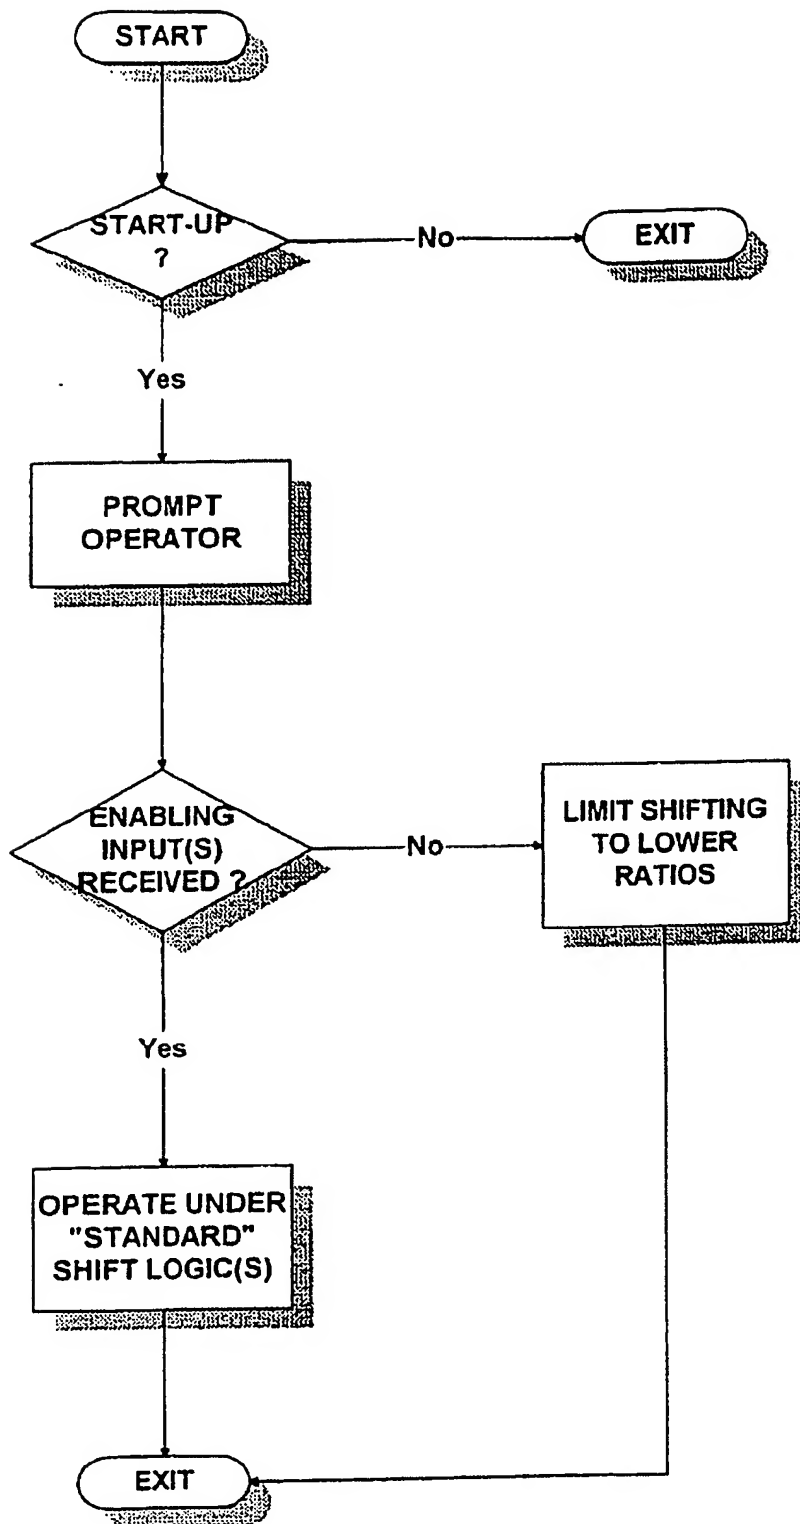 START
START-UP
?
No
EXIT
Yes
PROMPT
OPERATOR
ENABLING
INPUT(S)
RECEIVED ?
No
LIMIT SHIFTING
TO LOWER
RATIOS
Yes
OPERATE UNDER
"STANDARD"
SHIFT LOGIC(S)
EXIT